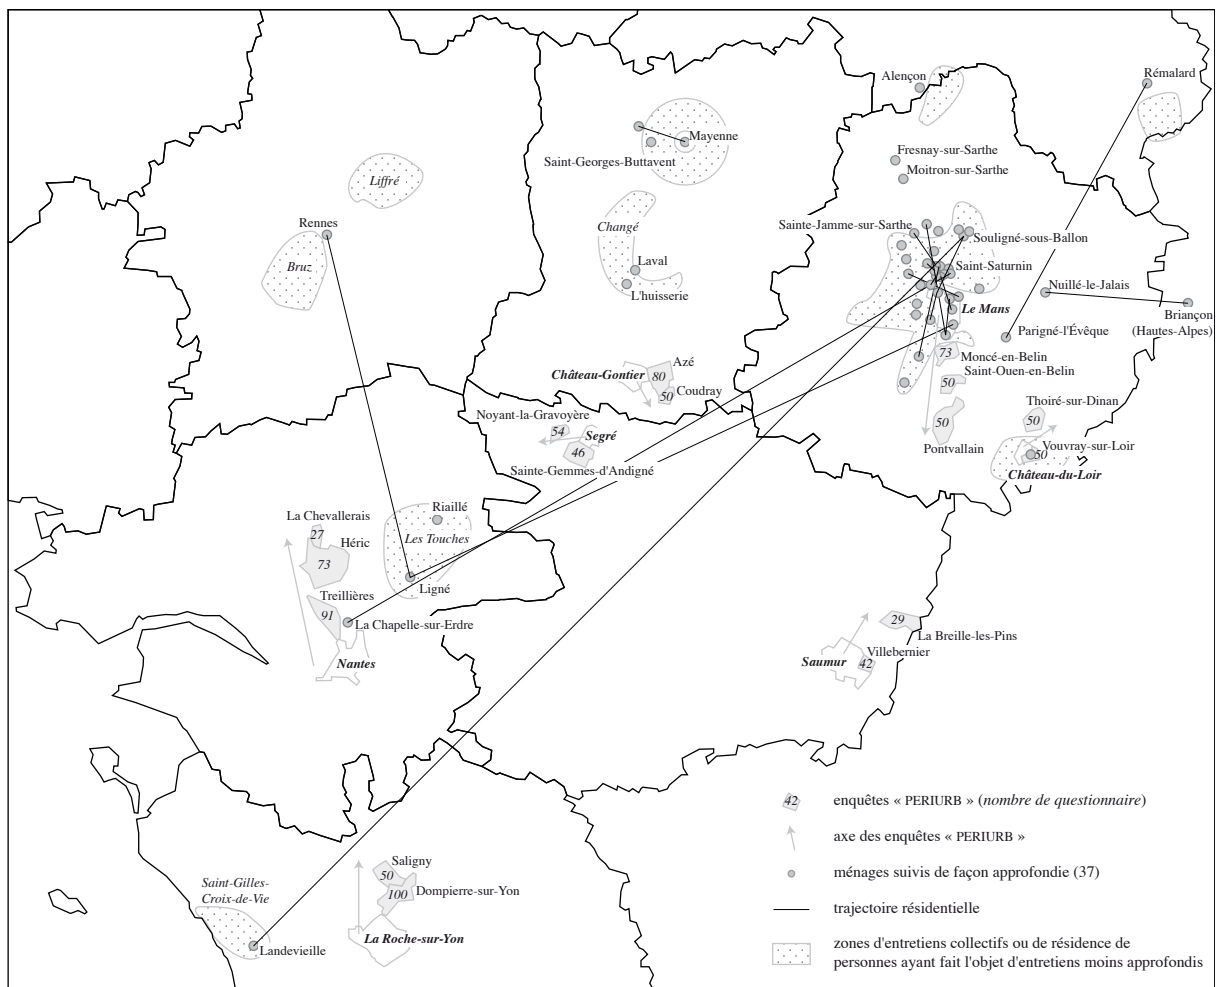 Alençon
Rémalard
Mayenne
Saint-Georges-Buttavent
Fresnay-sur-Sarthe
Moitron-sur-Sarthe
Liffré
Rennes
Changé
Sainte-Jamme-sur-Sarthe
Souligné-sous-Ballon
Bruz
Laval
Saint-Saturnin
L'huisserie
Nuillé-le-Jalais
Le Mans
Briançon
(Hautes-Alpes)
Parigné-l'Évêque
Azé
73
Moncé-en-Belin
Château-Gontier
80
Saint-Ouen-en-Belin
50
Coudray
50
Thoiré-sur-Dinan
Noyant-la-Gravoyère
54
Segré
50
50
46
Pontvallain
Vouvray-sur-Loir
50
Sainte-Gemmes-d'Andigné
Château-du-Loir
Riaillé
La Chevallerais
27
Héric
Les Touches
73
Ligné
Treillières
91
La Chapelle-sur-Erdre
29
La Breille-les-Pins
Villebernier
Nantes
Saumur
42
42
enquêtes « PERIURB » (nombre de questionnaire)
axe des enquêtes « PERIURB »
Saligny
50
ménages suivis de façon approfondie (37)
Saint-Gilles-
Croix-de-Vie
100
Dompierre-sur-Yon
trajectoire résidentielle
La Roche-sur-Yon
Landevieille
zones d'entretiens collectifs ou de résidence de
personnes ayant fait l'objet d'entretiens moins approfondis